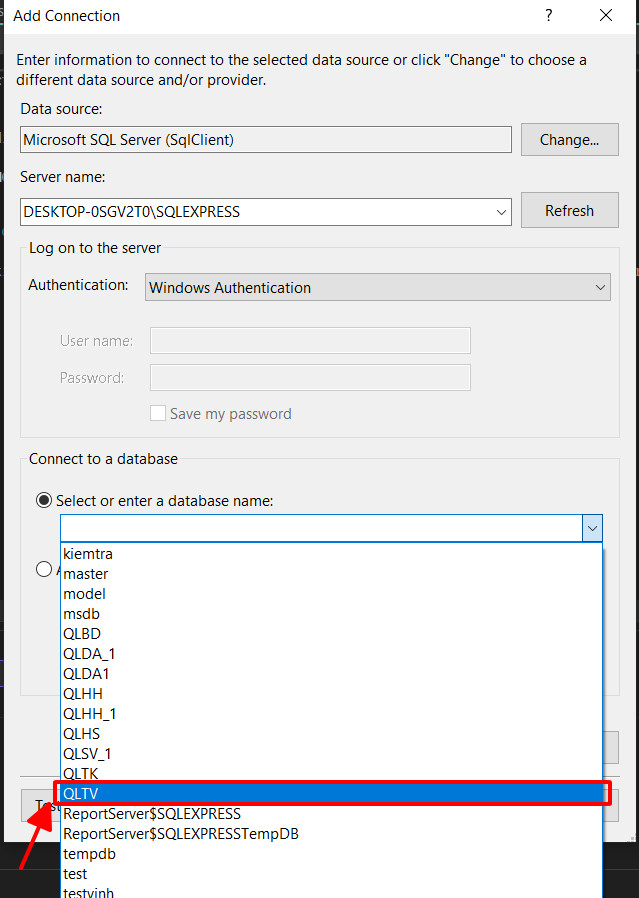 Add Connection
?
Enter information to connect to the selected data source or click "Change" to choose a
different data source and/or provider.
Data source:
Microsoft SQL Server (SqlClient)
Change...
Server name:
DESKTOP-0SGV2T0\SQLEXPRESS
Refresh
Log on to the server
Authentication:
Windows Authentication
User name:
Password:
Save my password
Connect to a database
Select or enter a database name:
kiemtra
master
model
msdb
QLBD
QLDA_1
QLDA1
QLHH
QLHH_1
QLHS
QLSV_1
QLTK
QLTV
ReportServer$SQLEXPRESS
ReportServer$SQLEXPRESSTempDB
tempdb
test
testvinh